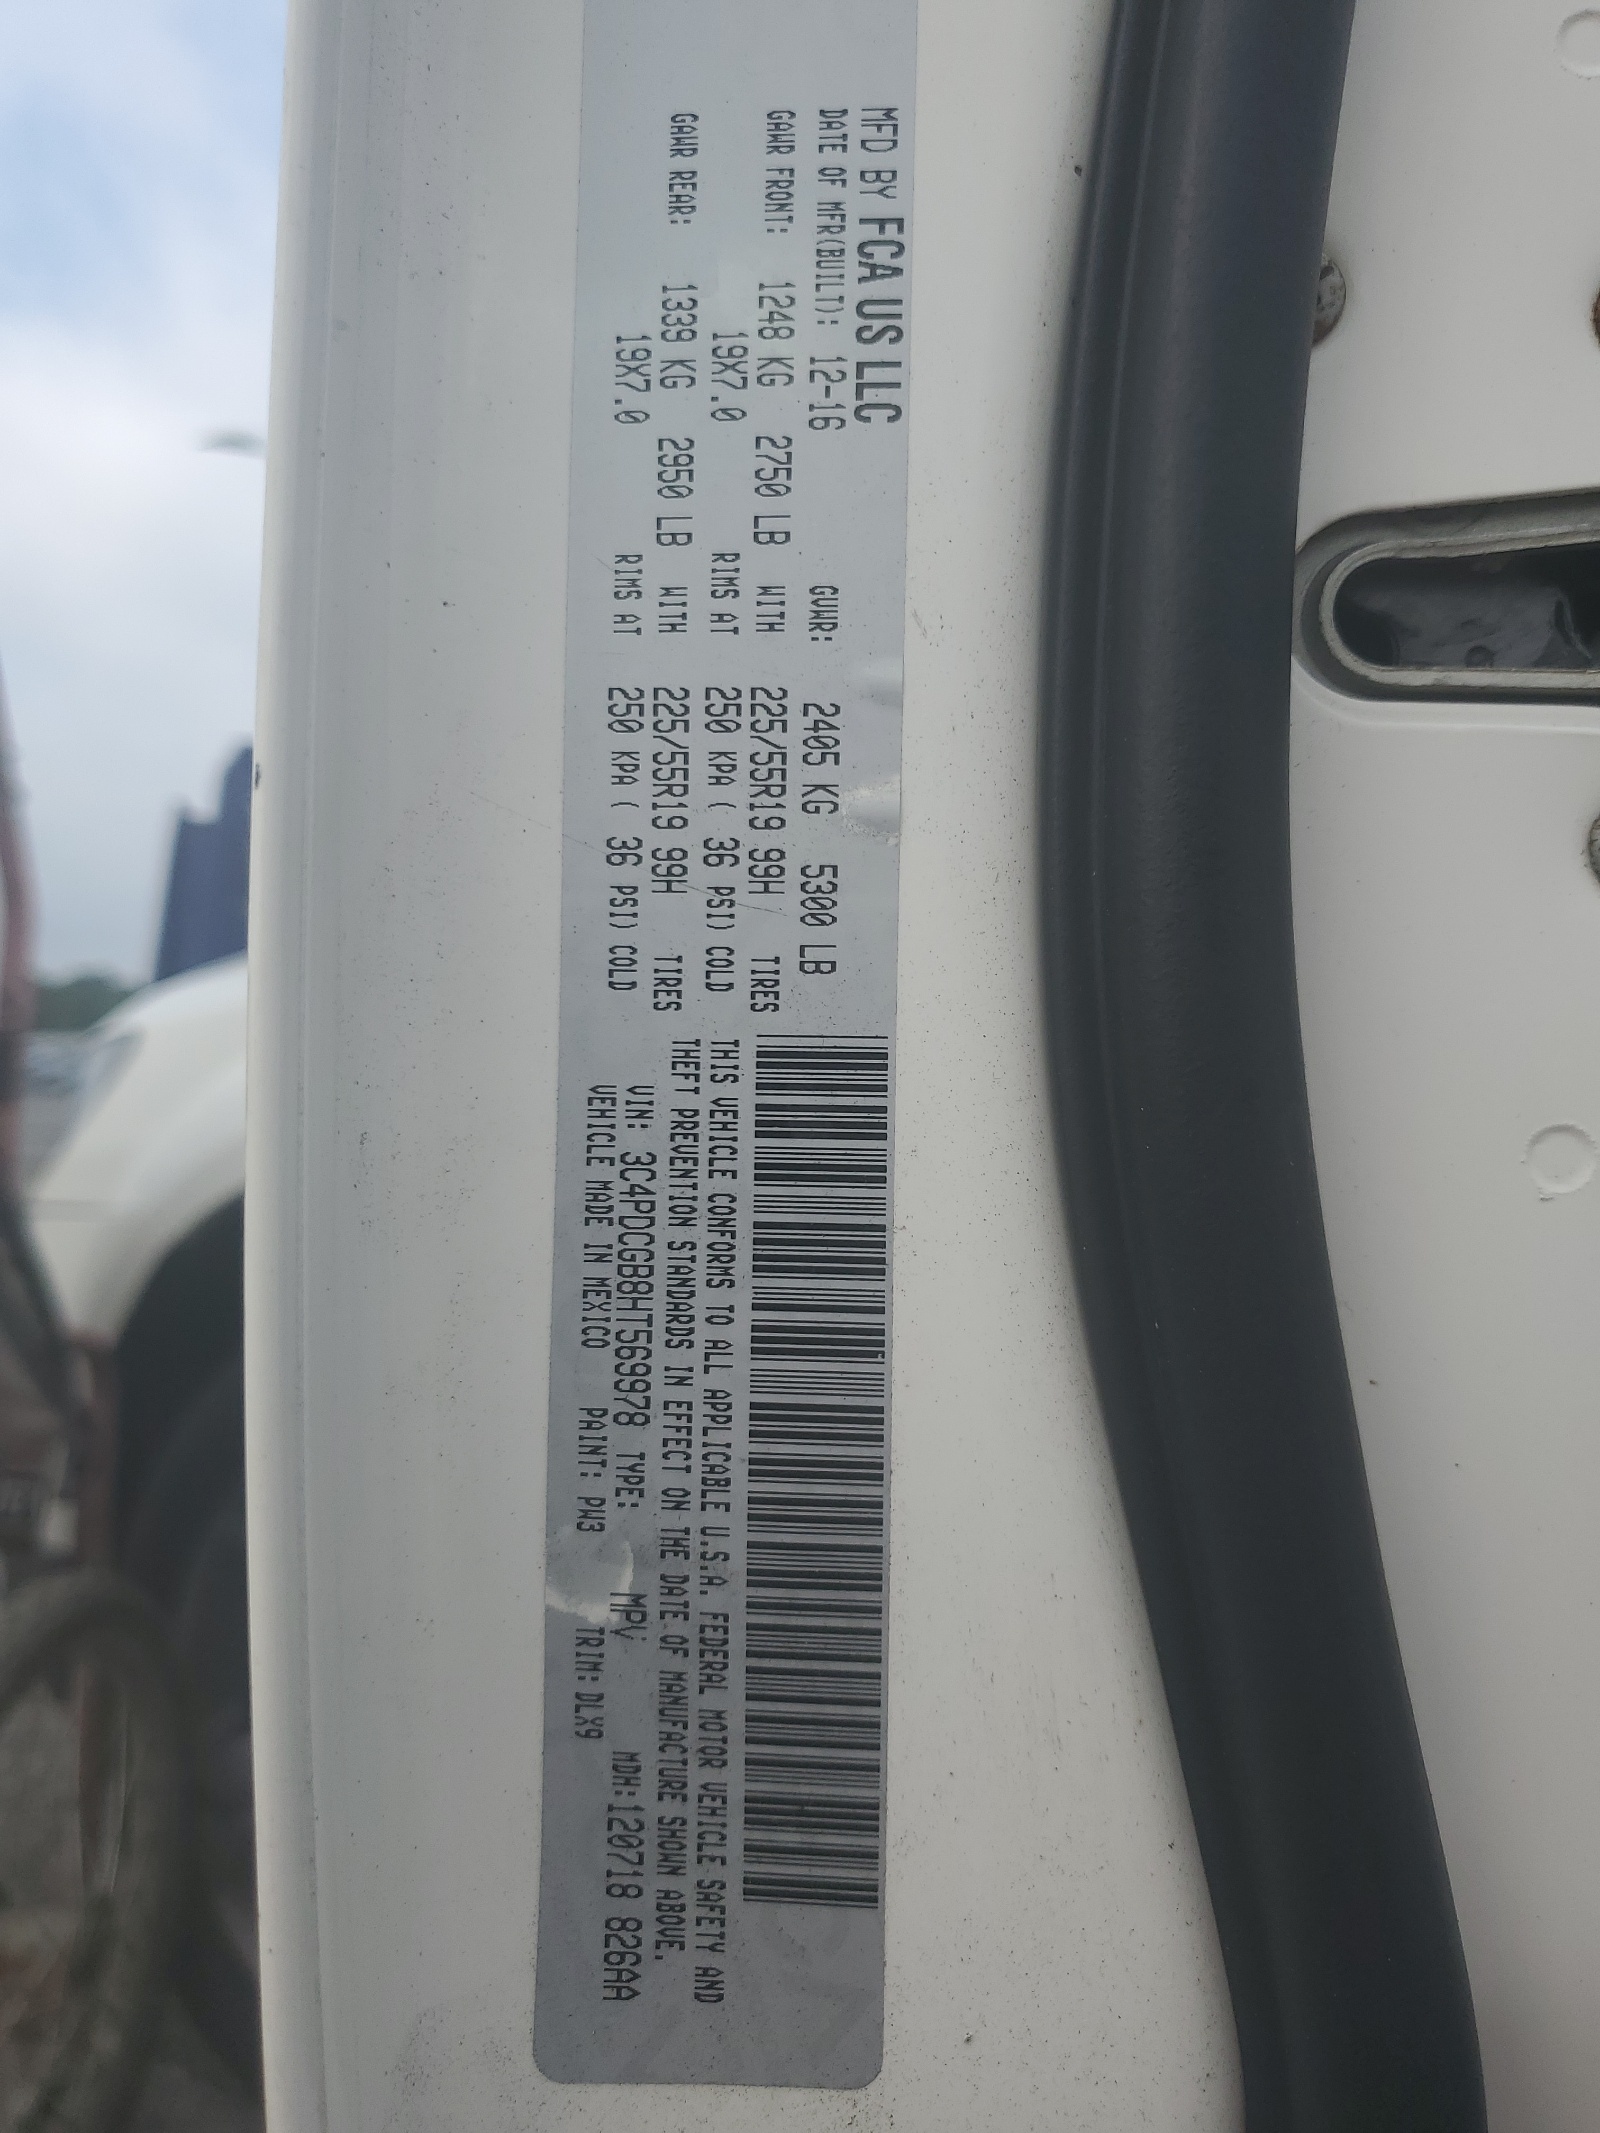 MFD BY FCA US LLC
DATE OF MFR(BUILT): 12-16 GVWR: 2405 KG 5300 LB
GAWR FRONT: 1248 KG 2750 LB WITH 225/55R19 99H TIRES
19X7.0 RIMS AT 250 KPA ( 36 PSI) COLD
GAWR REAR: 1339 KG 2950 LB WITH 225/55R19 99H TIRES
19X7.0 RIMS AT 250 KPA ( 36 PSI) COLD
THIS VEHICLE CONFORMS TO ALL APPLICABLE U.S.A. FEDERAL MOTOR VEHICLE SAFETY AND
THEFT PREVENTION STANDARDS IN EFFECT ON THE DATE OF MANUFACTURE SHOWN ABOVE.
VIN: 3C4PDCGB8HT569978 TYPE: MPV MDH:120718 826AA
VEHICLE MADE IN MEXICO PAINT: PW3 TRIM: DLX9